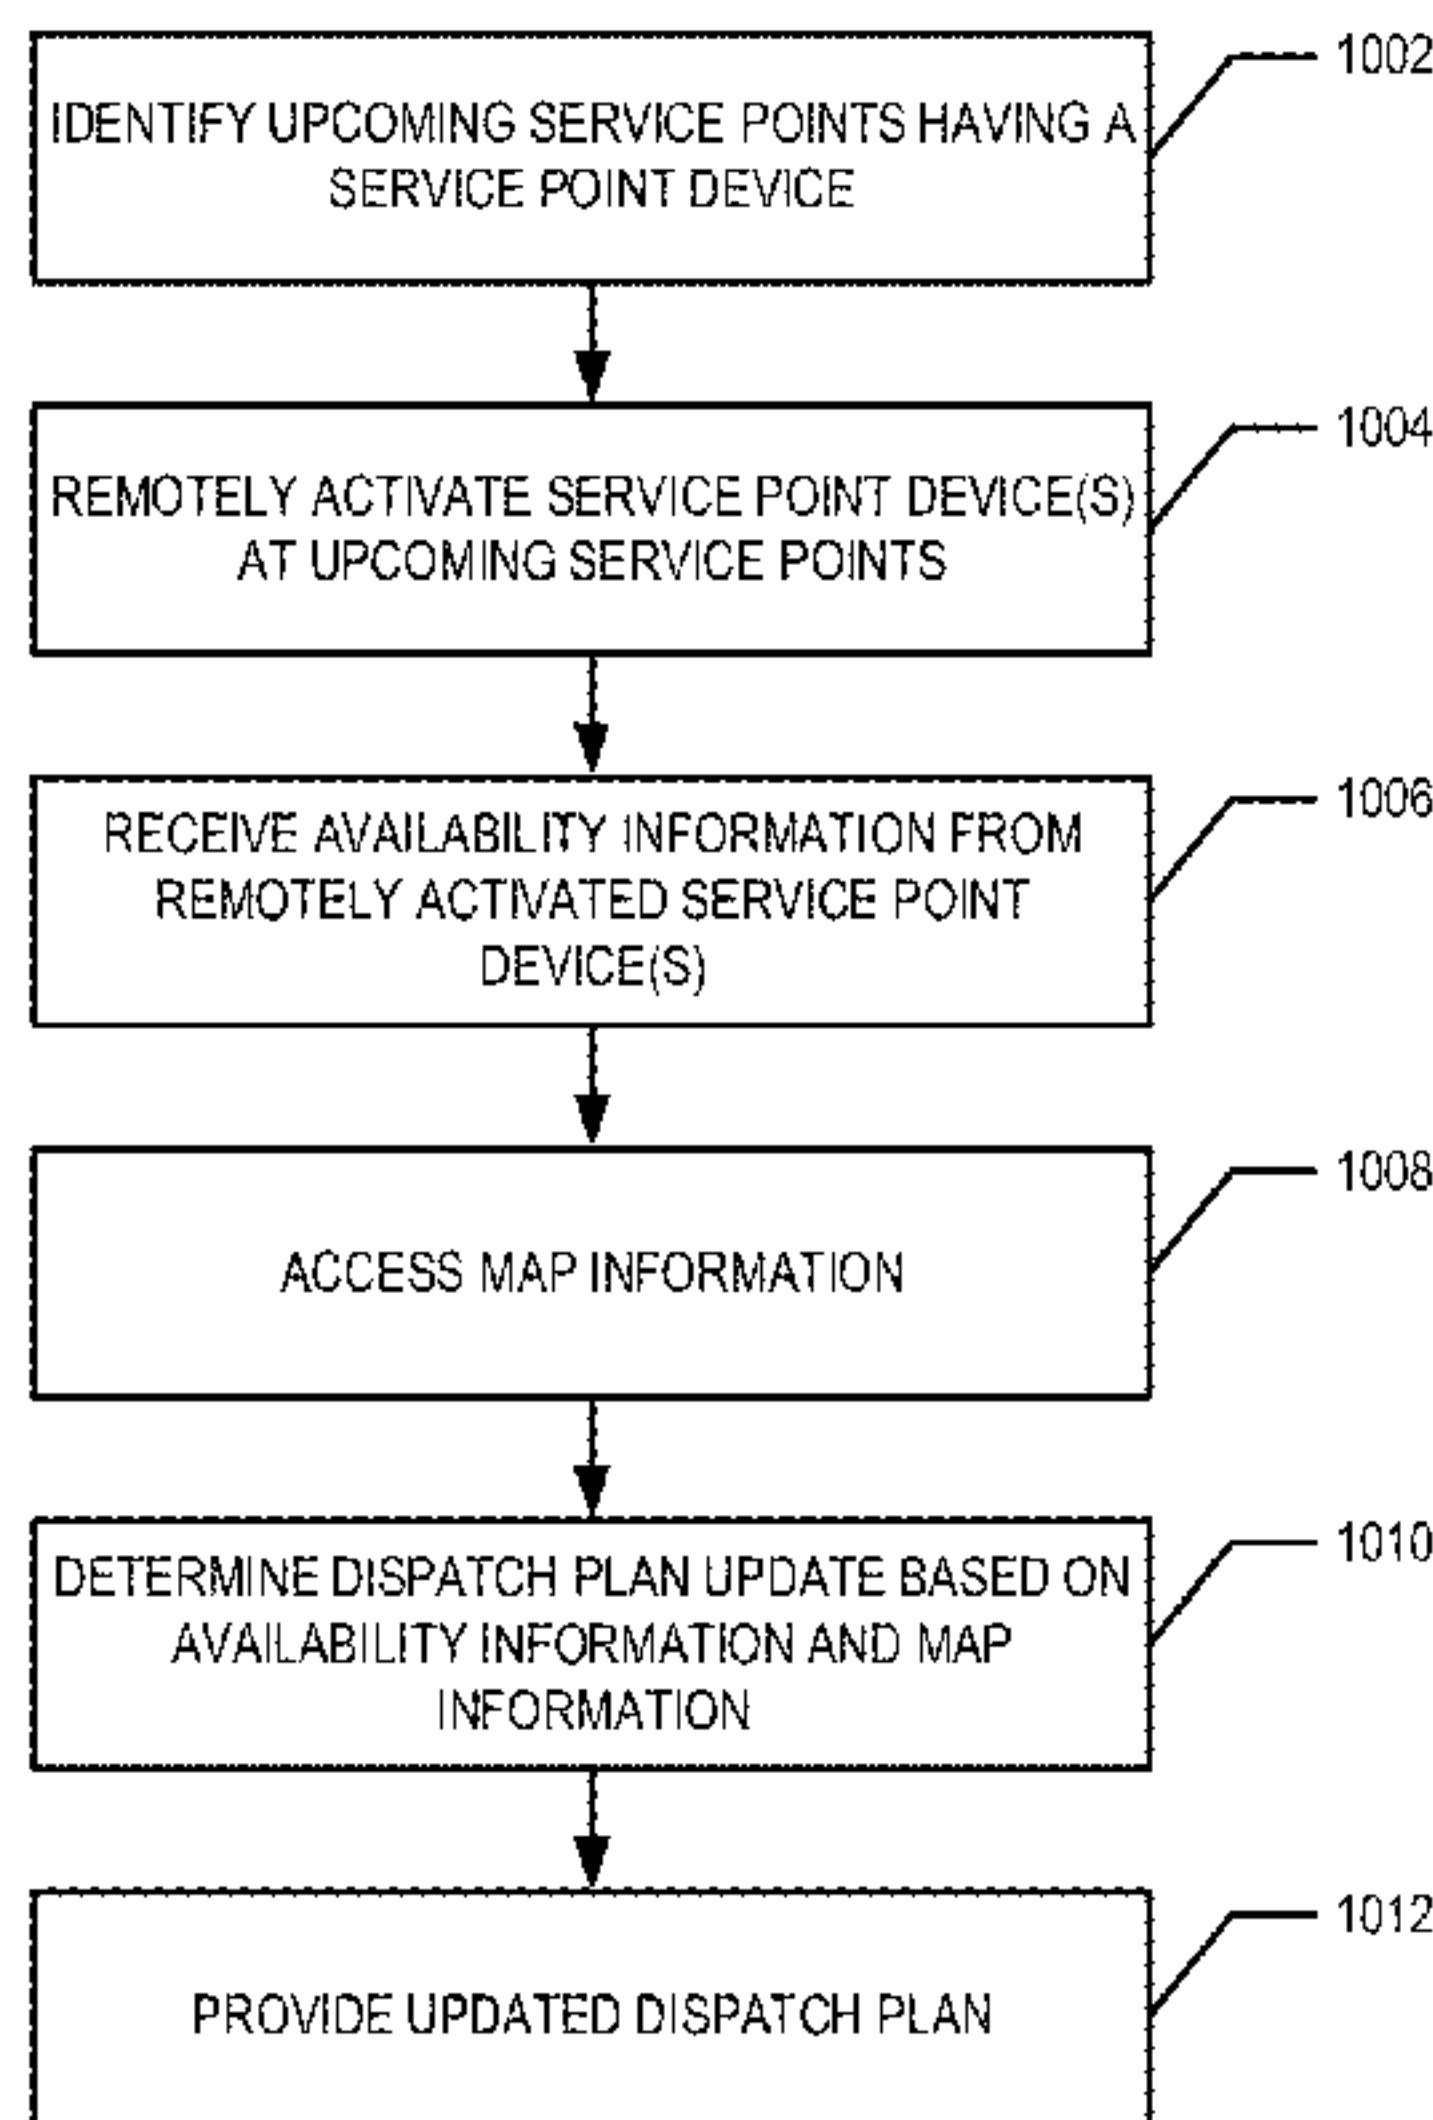 1002
IDENTIFY UPCOMING SERVICE POINTS HAVING A
SERVICE POINT DEVICE
1004
REMOTELY ACTIVATE SERVICE POINT DEVICE(S)
AT UPCOMING SERVICE POINTS
1006
RECEIVE AVAILABILITY INFORMATION FROM
REMOTELY ACTIVATED SERVICE POINT
DEVICE(S)
1008
ACCESS MAP INFORMATION
1010
DETERMINE DISPATCH PLAN UPDATE BASED ON
AVAILABILITY INFORMATION AND MAP
INFORMATION
1012
PROVIDE UPDATED DISPATCH PLAN